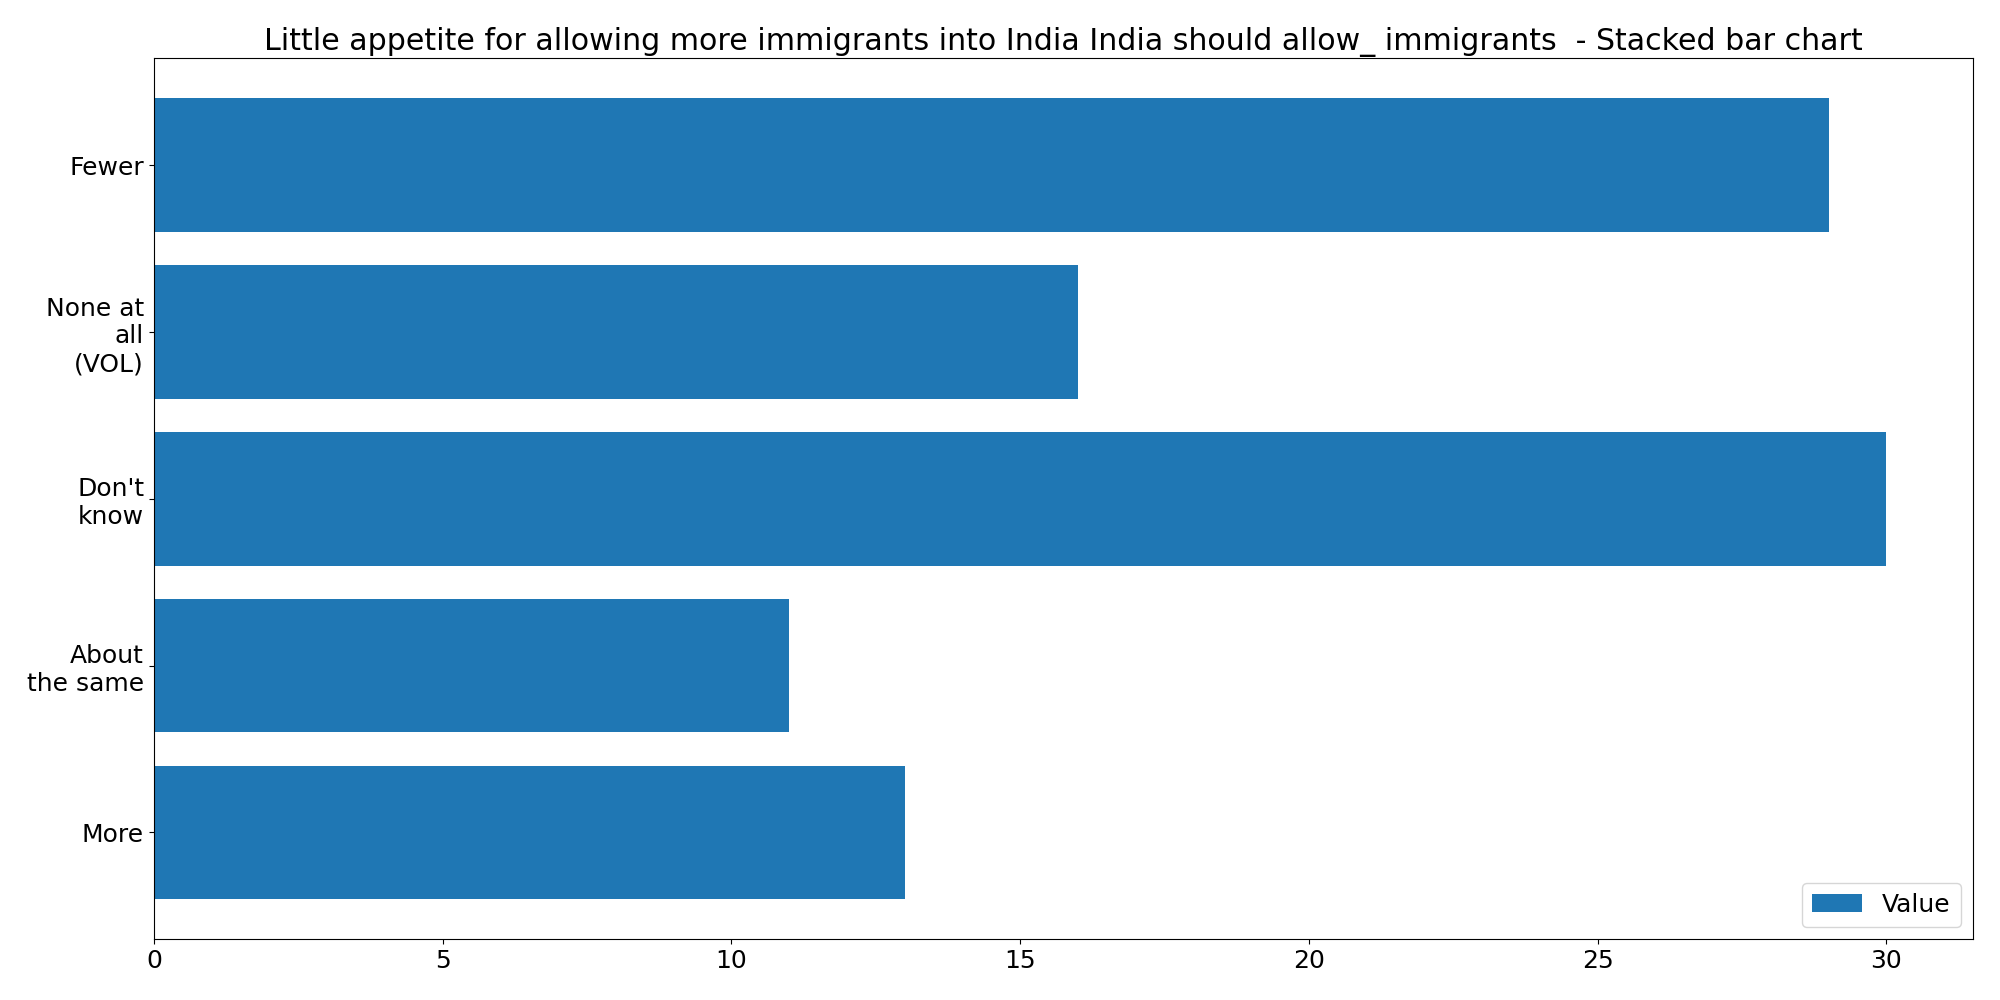 Little appetite for allowing more immigrants into India India should allow_ immigrants  - Stacked bar chart
Fewer
None at
all
(VOL)
Don't
know
About
the same
More
Value
0 5 10 15 20 25 30